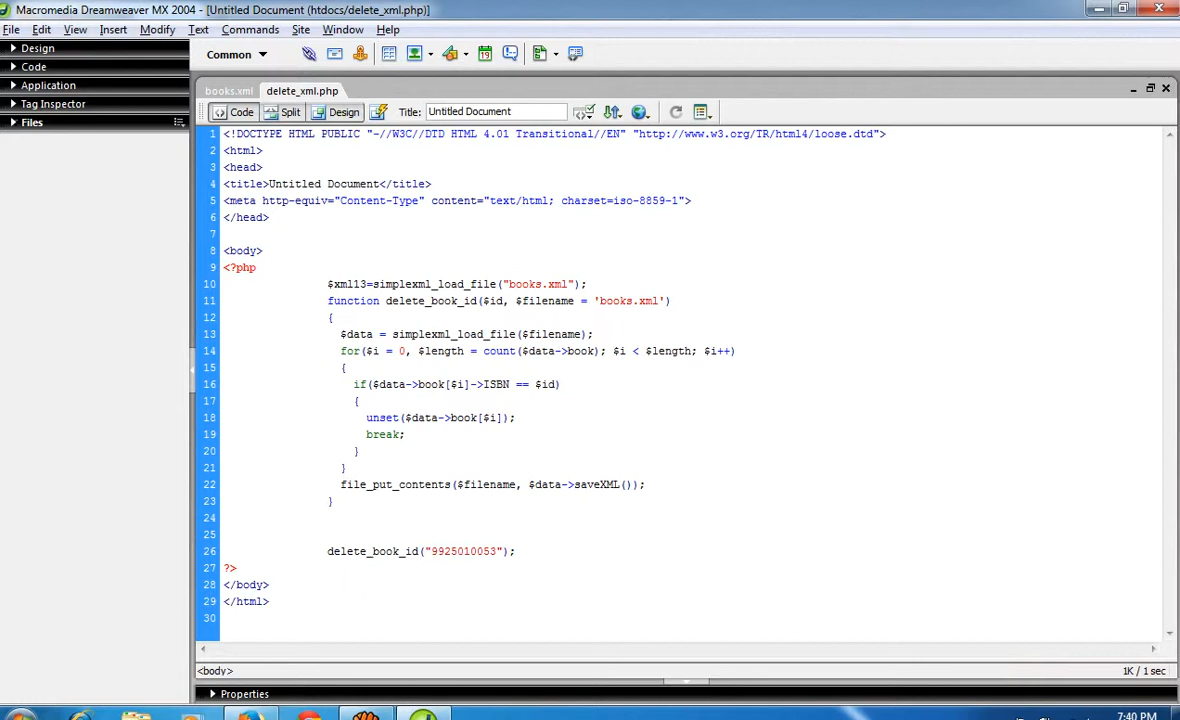 Macromedia Dreamweaver MX 2004 - [Untitled Document (htdocs/delete_xml.php)]
File Edit View Insert Modify Text Commands Site Window Help
Design
Code
Application
Tag Inspector
Files
Common
books.xml delete_xml.php
Code Split Design Title: Untitled Document
1 <!DOCTYPE HTML PUBLIC "-//W3C//DTD HTML 4.01 Transitional//EN" "http://www.w3.org/TR/html4/loose.dtd">
2 <html>
3 <head>
4 <title>Untitled Document</title>
5 <meta http-equiv="Content-Type" content="text/html; charset=iso-8859-1">
6 </head>
7
8 <body>
9 <?php
10 $xml13=simplexml_load_file("books.xml");
11 function delete_book_id($id, $filename = 'books.xml')
12 {
13 $data = simplexml_load_file($filename);
14 for($i = 0, $length = count($data->book); $i < $length; $i++)
15 {
16 if($data->book[$i]->ISBN == $id)
17 {
18 unset($data->book[$i]);
19 break;
20 }
21 }
22 file_put_contents($filename, $data->saveXML());
23 }
24
25
26 delete_book_id("9925010053");
27 ?>
28 </body>
29 </html>
30
<body> 1K / 1 sec
Properties
7:40 PM